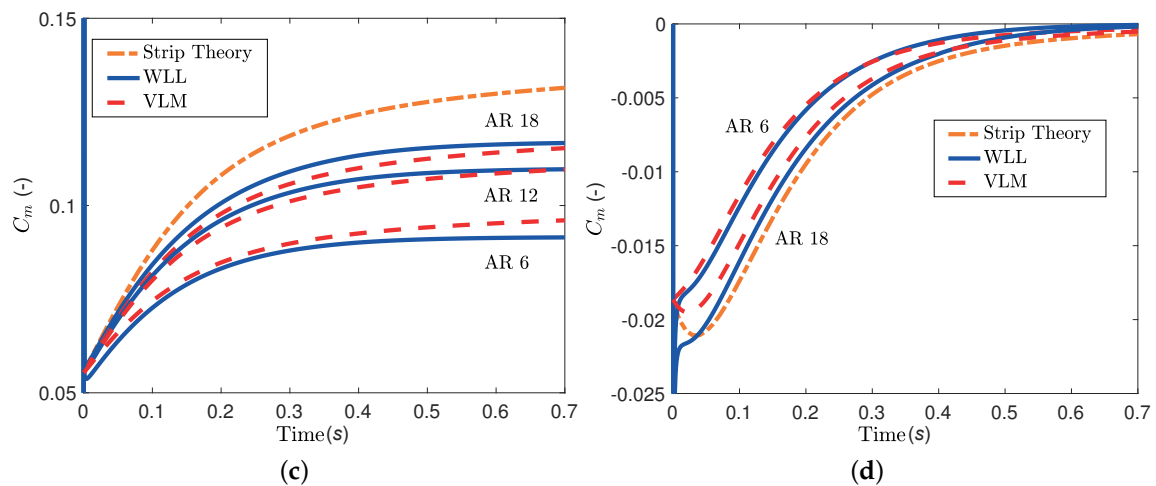 0.15
Strip Theory
WLL
VLM
AR 18
0.1
AR 12
AR 6
0.05
C_m (-)
0 0.1 0.2 0.3 0.4 0.5 0.6 0.7
Time(s)
(c)
0
-0.005
AR 6
Strip Theory
WLL
VLM
-0.01
-0.015
AR 18
-0.02
-0.025
C_m (-)
0 0.1 0.2 0.3 0.4 0.5 0.6 0.7
Time(s)
(d)